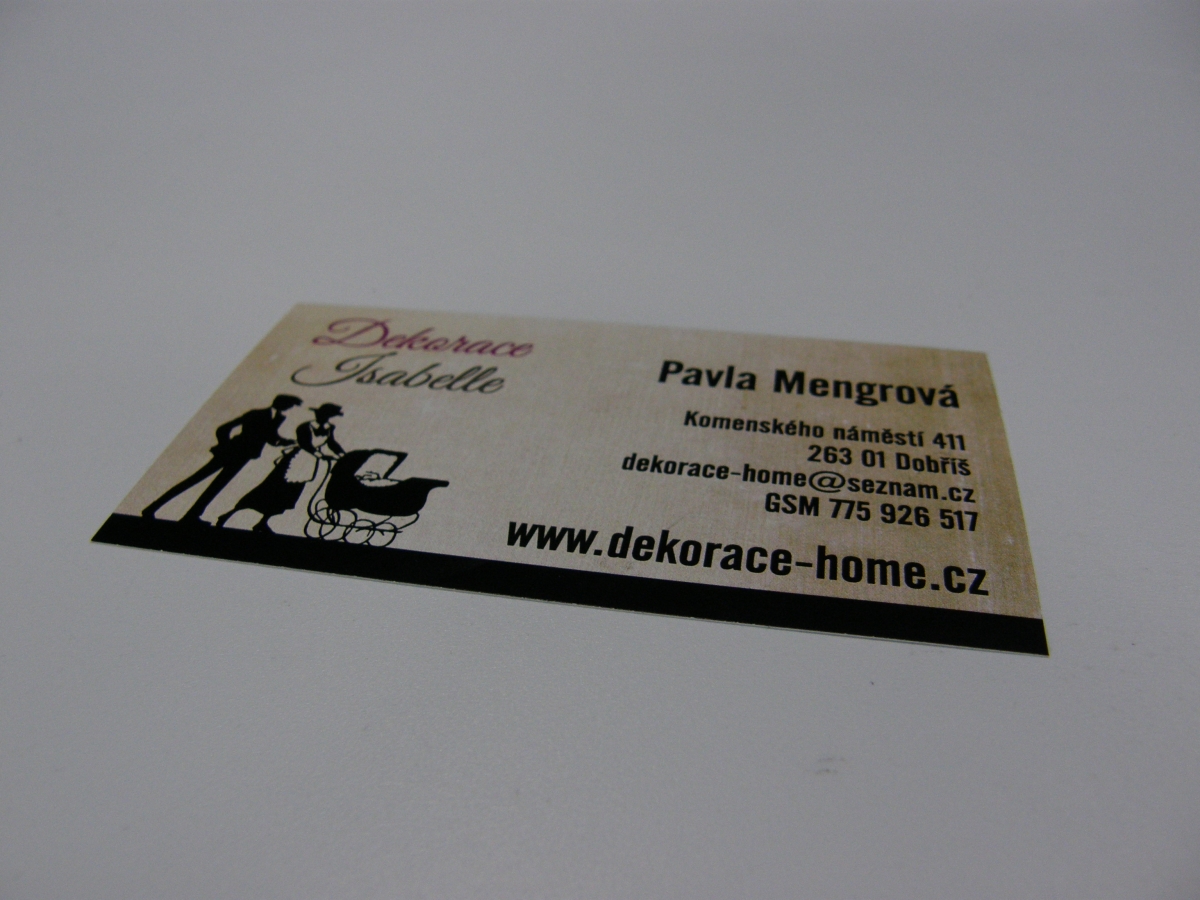 Dekorace
Isabelle
Pavla Mengrová
Komenského náměstí 411
263 01 Dobříš
dekorace-home@seznam.cz
GSM 775 926 517
www.dekorace-home.cz